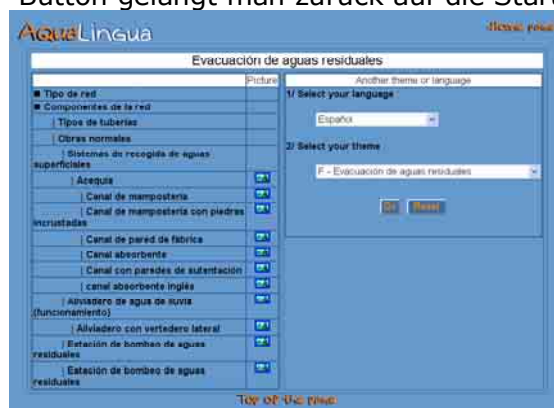 Button gelangt man zurück auf die Star
AquaLingua
Home page
Evacuación de aguas residuales
Picture
Another theme or language
Tipo de red
1/ Select your language
Componentes de la red
Tipos de tuberías
Español
Obras normales
2/ Select your theme
| Sistemas de recogida de aguas
superficiales
F - Evacuación de aguas residuales
| Acequia
| Canal de mampostería
Go Reset
| Canal de mampostería con piedras
incrustadas
| Canal de pared de fábrica
| Canal absorbente
| Canal con paredes de sutentación
| canal absorbente inglés
| Aliviadero de agua de lluvia
(funcionamiento)
| Aliviadero con vertedero lateral
| Estación de bombeo de aguas
residuales
| Estación de bombeo de aguas
residuales
Top of the page